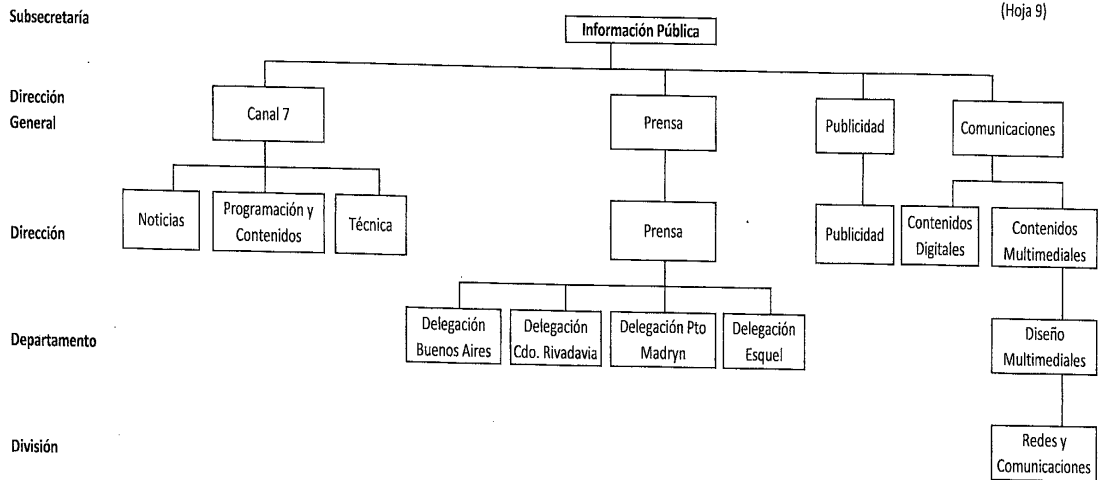 Subsecretaría
(Hoja 9)
Información Pública
Dirección
General
Canal 7
Prensa
Publicidad
Comunicaciones
Dirección
Noticias
Programación y
Contenidos
Técnica
Prensa
Publicidad
Contenidos
Digitales
Contenidos
Multimediales
Departamento
Delegación
Buenos Aires
Delegación
Cdo. Rivadavia
Delegación Pto
Madryn
Delegación
Esquel
Diseño
Multimediales
División
Redes y
Comunicaciones